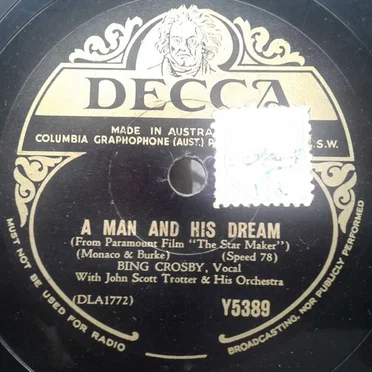 DECCA
MADE IN AUSTRA
COLUMBIA GRAPHOPHONE (AUST.) P S.W.
A MAN AND HIS DREAM
(From Paramount Film "The Star Maker")
(Monaco & Burke) (Speed 78)
BING CROSBY, Vocal
With John Scott Trotter & His Orchestra
(DLA1772) Y5389
MUST NOT BE USED FOR RADIO
BROADCASTING, NOR PUBLICLY PERFORMED